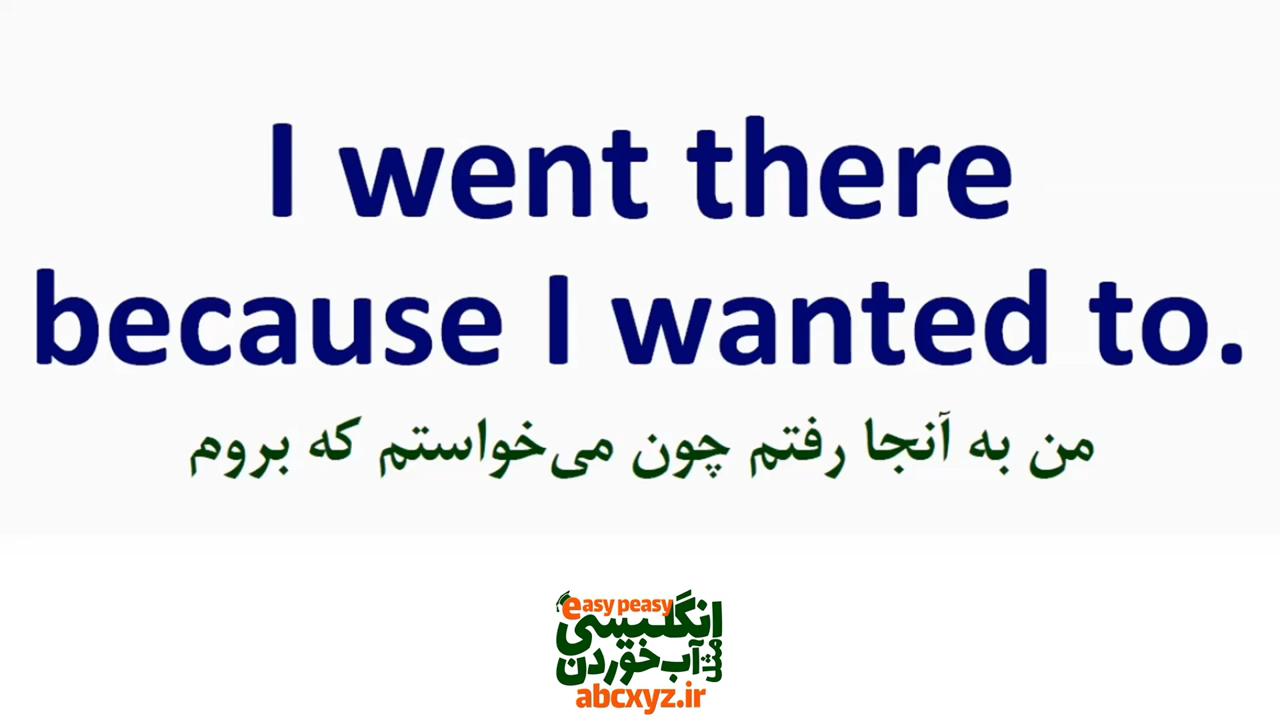 I went there
because I wanted to.
من به آنجا رفتم چون می‌خواستم که بروم
easy peasy
انگلیسی
مثل آب خوردن
abcxyz.ir